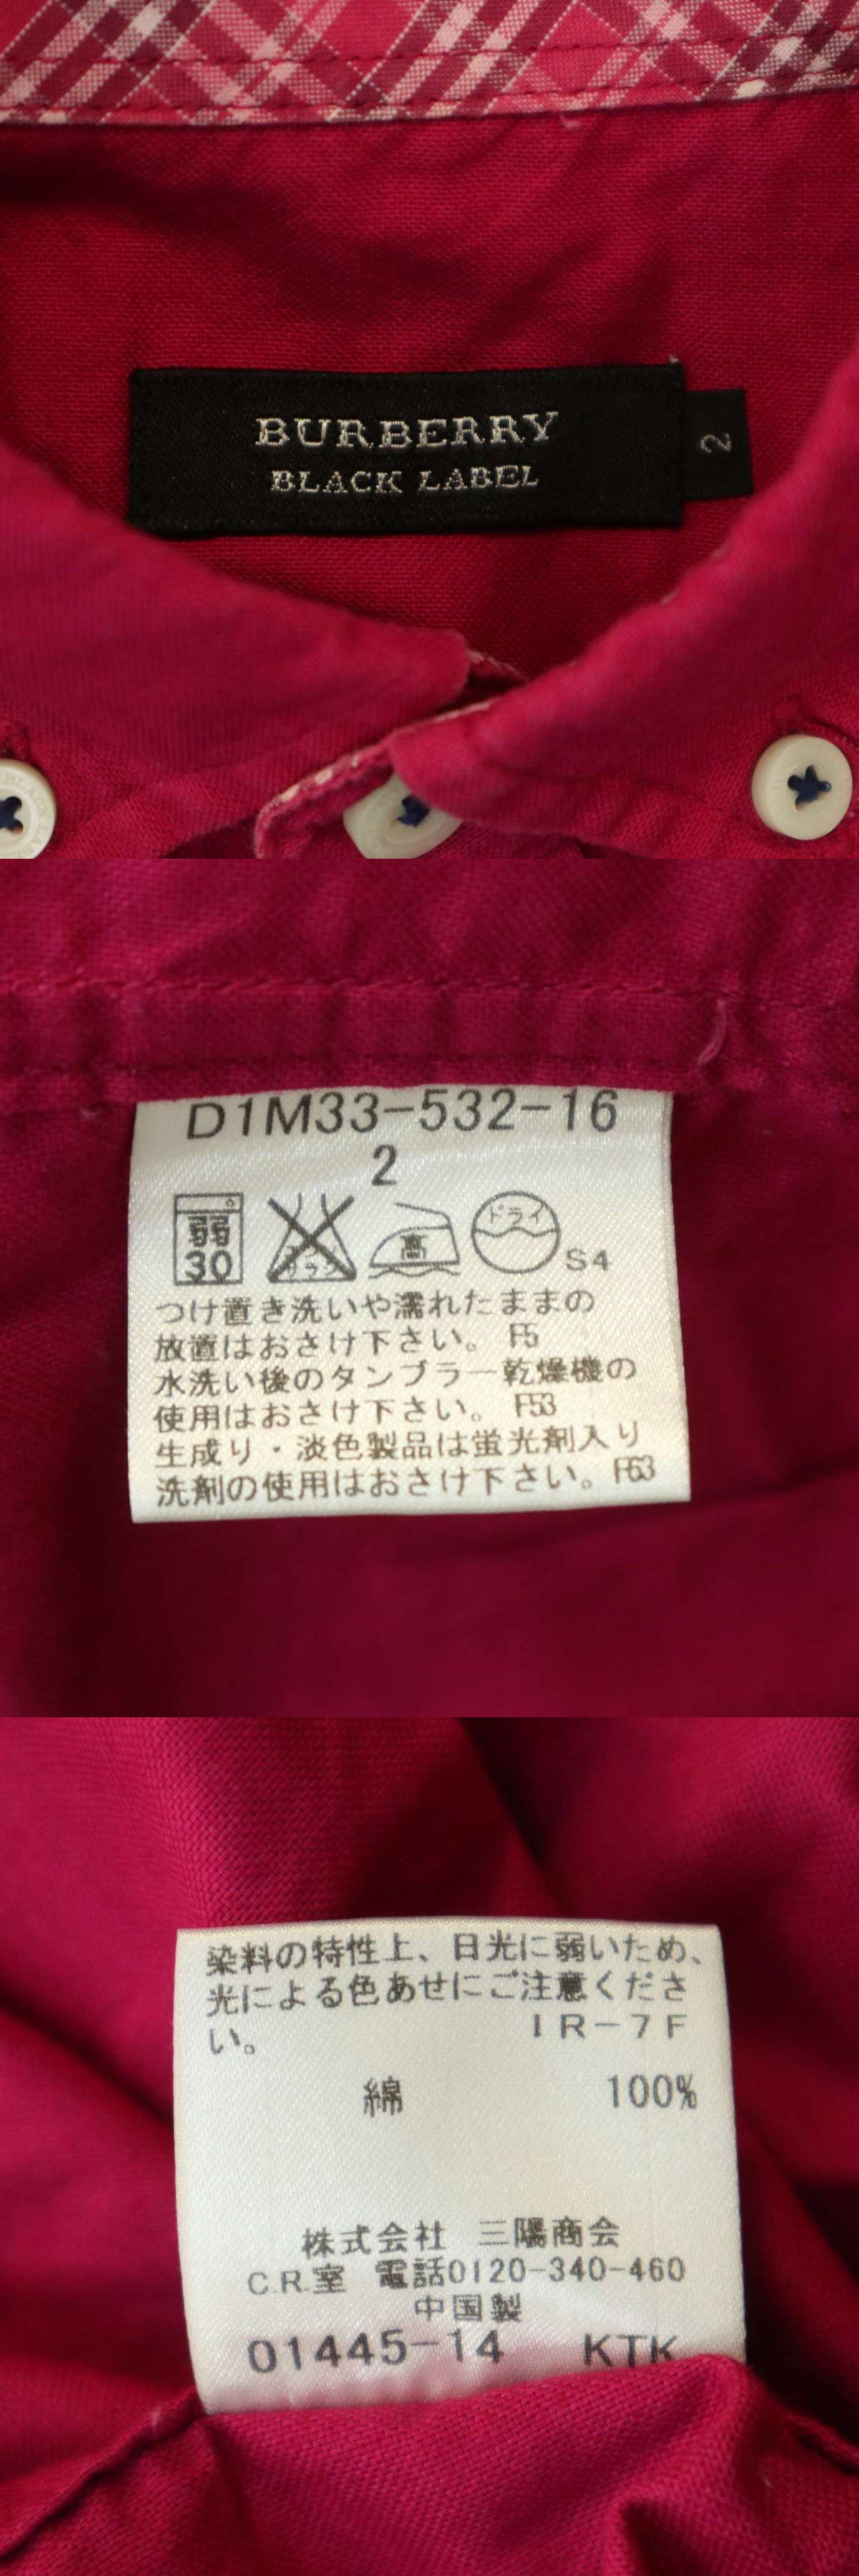 BURBERRY
BLACK LABEL
2
D1M33-532-16
2
弱
30
高
ドライ
S4
つけ置き洗いや濡れたままの
放置はおさけ下さい。 F5
水洗い後のタンブラー乾燥機の
使用はおさけ下さい。 F53
生成り・淡色製品は蛍光剤入り
洗剤の使用はおさけ下さい。F63
染料の特性上、日光に弱いため、
光による色あせにご注意くださ
い。 IR-7F
綿 100%
株式会社 三陽商会
C.R.室 電話0120-340-460
中国製
01445-14 KTK